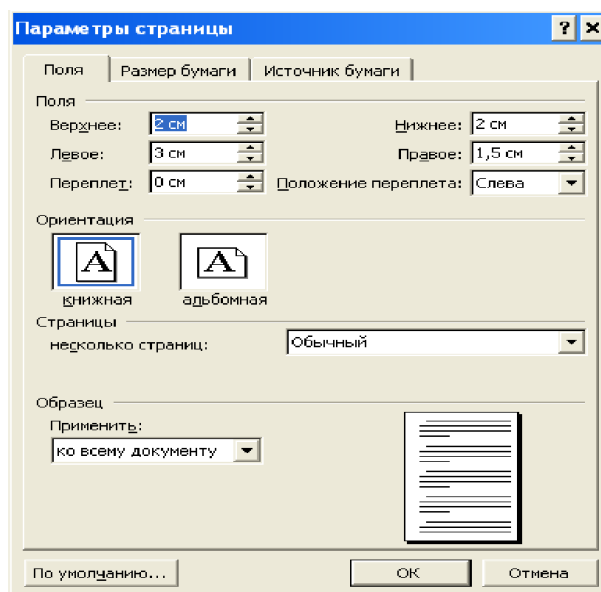 Параметры страницы
Поля Размер бумаги Источник бумаги
Поля
Верхнее: 2 см Нижнее: 2 см
Левое: 3 см Правое: 1,5 см
Переплет: 0 см Положение переплета: Слева
Ориентация
A A
книжная альбомная
Страницы
несколько страниц: Обычный
Образец
Применить:
ко всему документу
По умолчанию... ОК Отмена